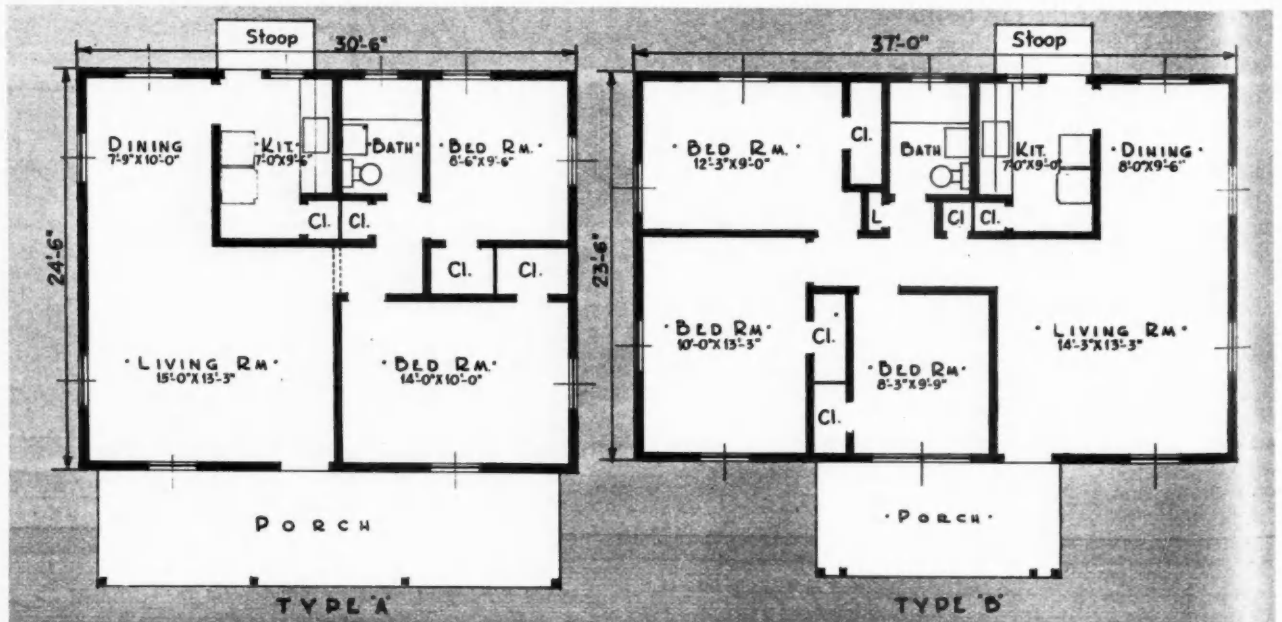 Stoop
30'-6"
24'-6"
DINING
7'-9"X10'-0"
KIT.
7'-0"X9'-6"
BATH
BED RM.
8'-6"X9'-6"
Cl.
Cl.
Cl.
Cl.
LIVING RM
15'-0"X13'-3"
BED RM.
14'-0"X10'-0"
PORCH
TYPE "A"
Stoop
37'-0"
23'-6"
BED RM.
12'-3"X9'-0"
Cl.
BATH
KIT.
7'-0"X9'-0"
DINING
8'-0"X9'-6"
L
Cl
Cl.
BED RM
10'-0"X13'-3"
Cl.
Cl.
BED RM
8'-3"X9'-9"
LIVING RM.
14'-3"X13'-3"
PORCH
TYPE "B"